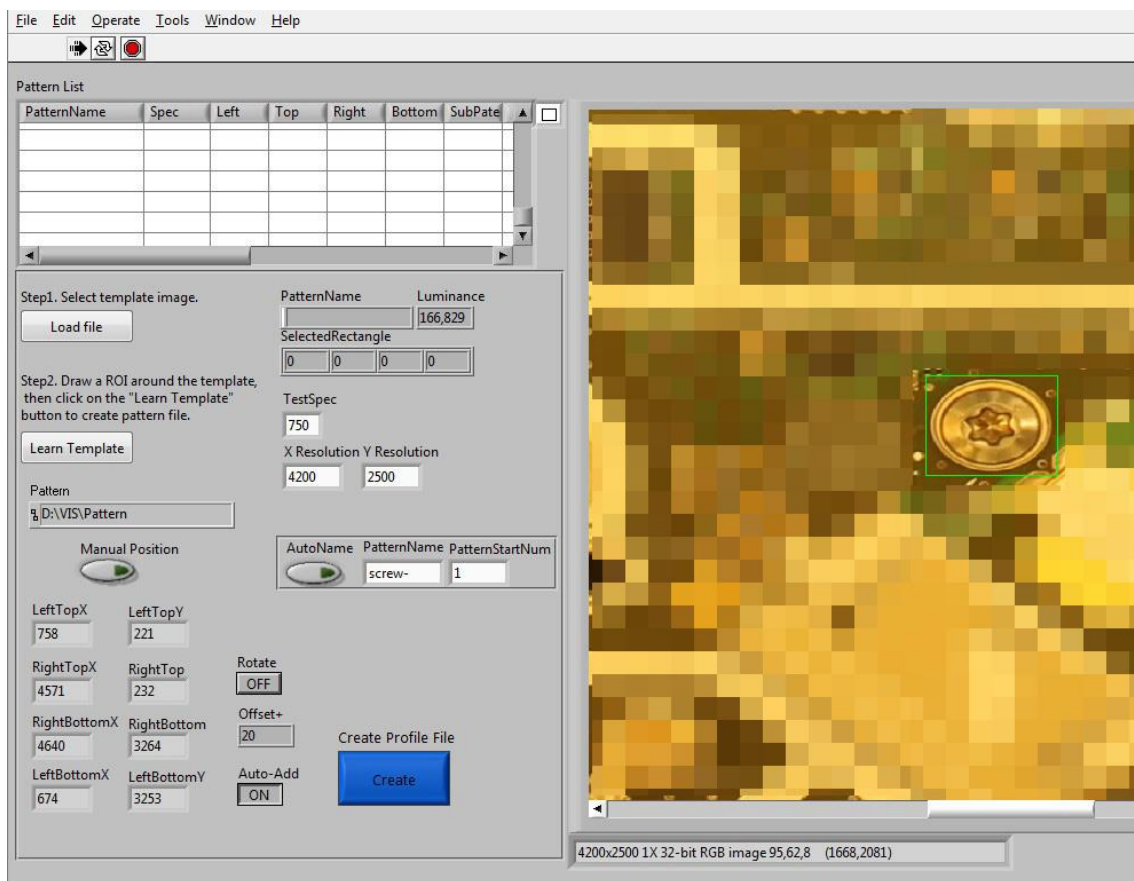 File Edit Operate Tools Window Help
Pattern List
PatternName Spec Left Top Right Bottom SubPate
Step1. Select template image.
Load file
PatternName Luminance
166,829
SelectedRectangle
0 0 0 0
Step2. Draw a ROI around the template,
then click on the "Learn Template"
button to create pattern file.
Learn Template
TestSpec
750
X Resolution Y Resolution
4200 2500
Pattern
D:\VIS\Pattern
Manual Position
AutoName PatternName PatternStartNum
screw- 1
LeftTopX LeftTopY
758 221
RightTopX RightTop
4571 232
Rotate
OFF
RightBottomX RightBottom
4640 3264
Offset+
20
LeftBottomX LeftBottomY
674 3253
Auto-Add
ON
Create Profile File
Create
4200x2500 1X 32-bit RGB image 95,62,8 (1668,2081)